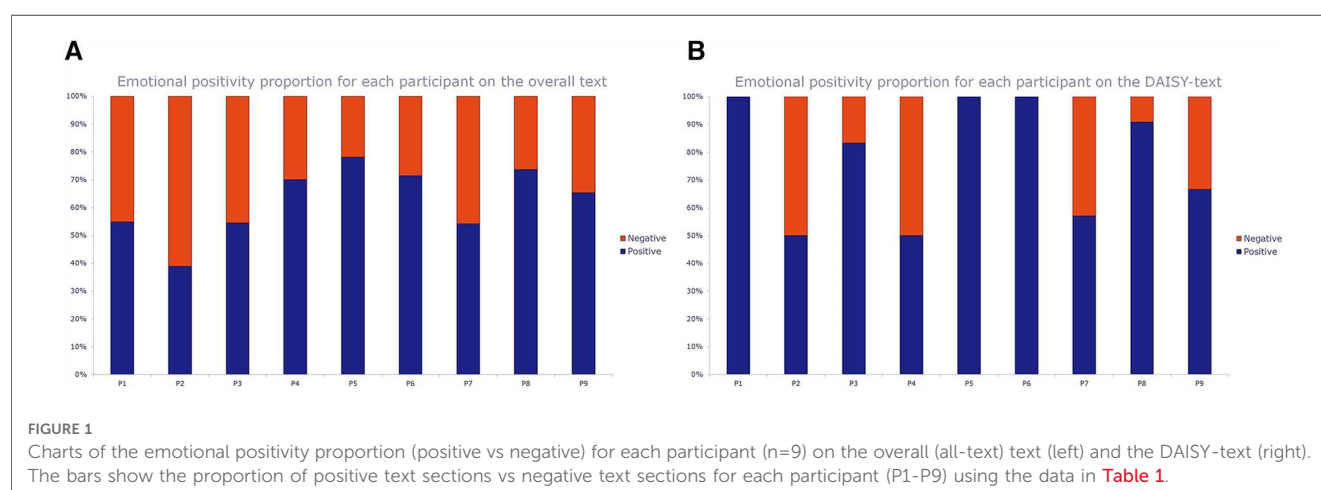 A
Emotional positivity proportion for each participant on the overall text
100%
90%
80%
70%
60%
50%
40%
30%
20%
10%
0%
P1 P2 P3 P4 P5 P6 P7 P8 P9
Negative
Positive
B
Emotional positivity proportion for each participant on the DAISY-text
100%
90%
80%
70%
60%
50%
40%
30%
20%
10%
0%
P1 P2 P3 P4 P5 P6 P7 P8 P9
Negative
Positive
FIGURE 1
Charts of the emotional positivity proportion (positive vs negative) for each participant (n=9) on the overall (all-text) text (left) and the DAISY-text (right).
The bars show the proportion of positive text sections vs negative text sections for each participant (P1-P9) using the data in Table 1.